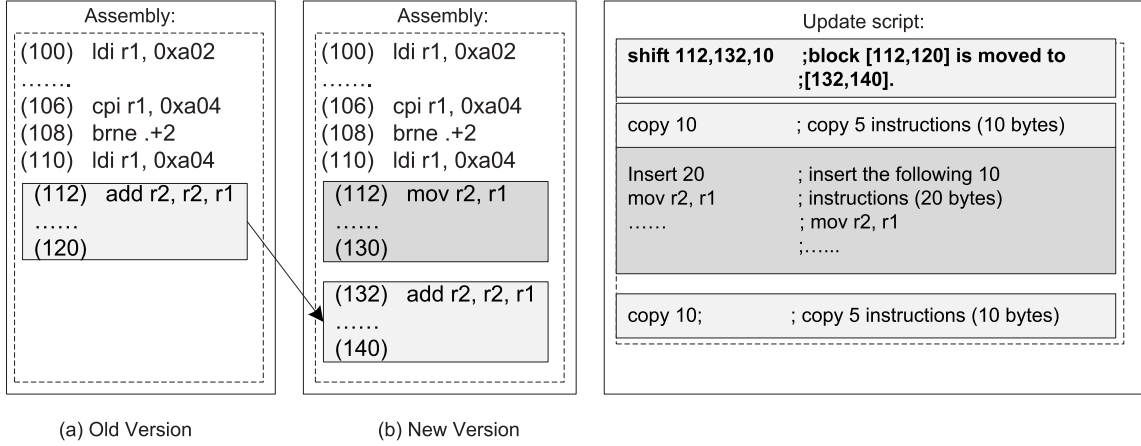 Assembly:
(100) ldi r1, 0xa02
…….
(106) cpi r1, 0xa04
(108) brne .+2
(110) ldi r1, 0xa04
(112) add r2, r2, r1
……
(120)
(a) Old Version
Assembly:
(100) ldi r1, 0xa02
…….
(106) cpi r1, 0xa04
(108) brne .+2
(110) ldi r1, 0xa04
(112) mov r2, r1
……
(130)
(132) add r2, r2, r1
……
(140)
(b) New Version
Update script:
shift 112,132,10 ;block [112,120] is moved to
;[132,140].
copy 10 ; copy 5 instructions (10 bytes)
Insert 20 ; insert the following 10
mov r2, r1 ; instructions (20 bytes)
…… ; mov r2, r1
;…...
copy 10; ; copy 5 instructions (10 bytes)